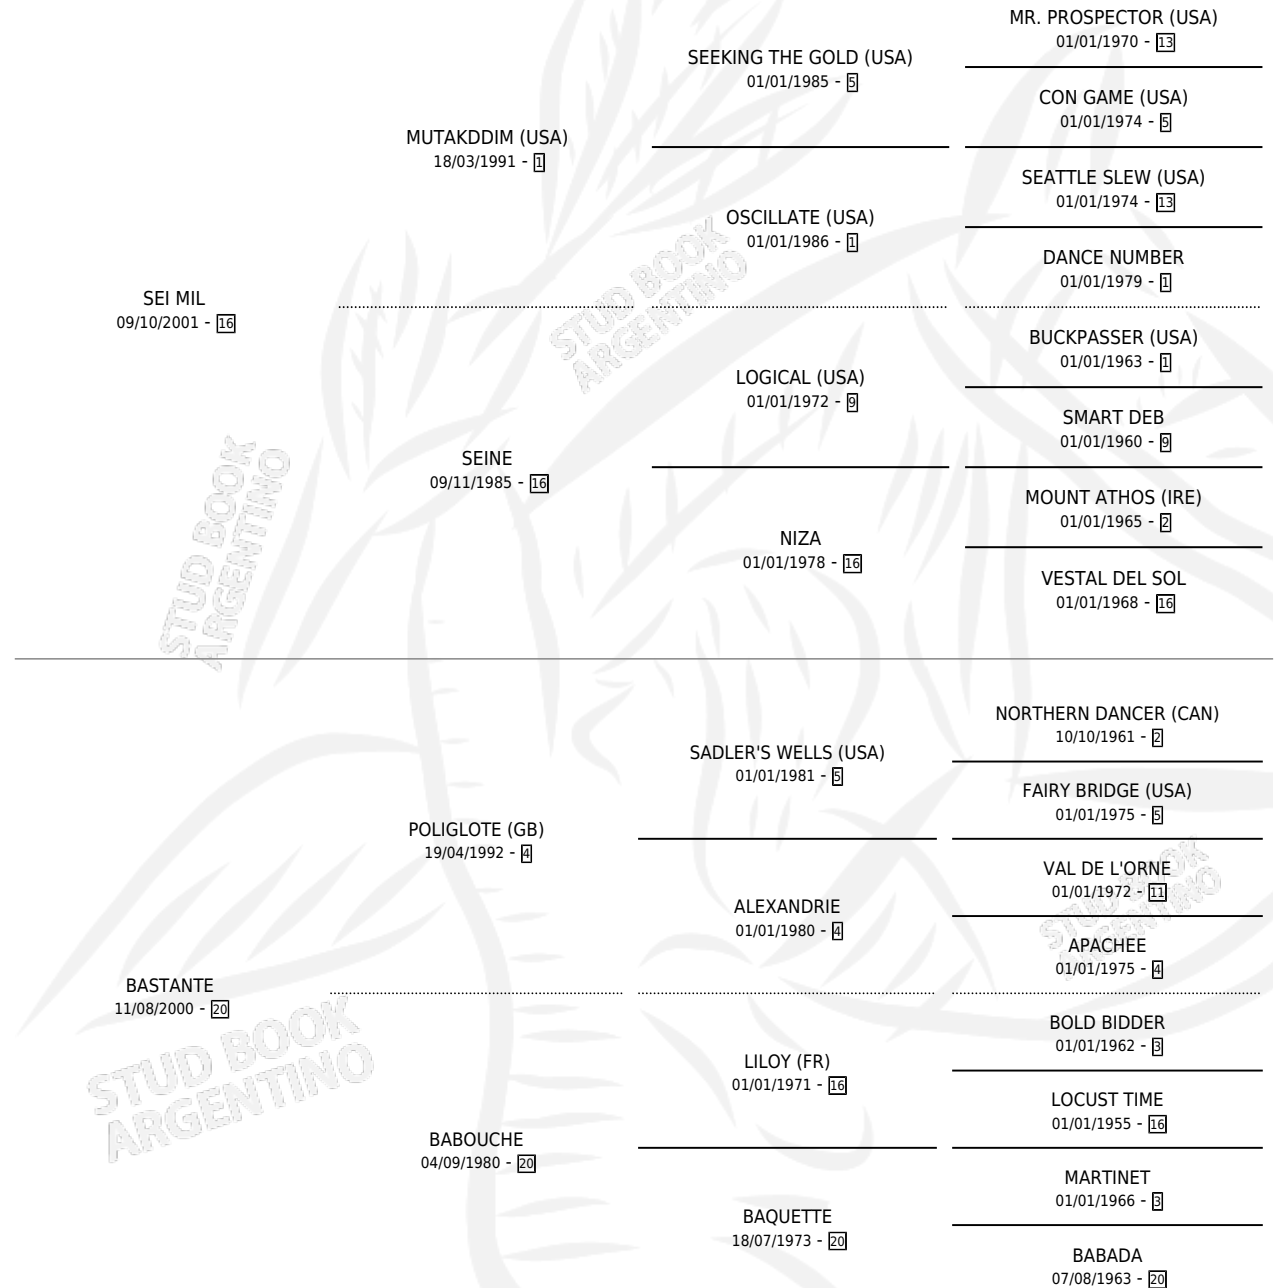 MR. PROSPECTOR (USA)
01/01/1970 - 13
SEEKING THE GOLD (USA)
01/01/1985 - 5
CON GAME (USA)
01/01/1974 - 5
MUTAKDDIM (USA)
18/03/1991 - 1
SEATTLE SLEW (USA)
01/01/1974 - 13
OSCILLATE (USA)
01/01/1986 - 1
DANCE NUMBER
01/01/1979 - 1
SEI MIL
09/10/2001 - 16
STUD BOOK
ARGENTINO
BUCKPASSER (USA)
01/01/1963 - 1
LOGICAL (USA)
01/01/1972 - 9
SMART DEB
01/01/1960 - 9
SEINE
09/11/1985 - 16
MOUNT ATHOS (IRE)
01/01/1965 - 2
NIZA
01/01/1978 - 16
VESTAL DEL SOL
01/01/1968 - 16
STUD BOOK
ARGENTINO
NORTHERN DANCER (CAN)
10/10/1961 - 2
SADLER'S WELLS (USA)
01/01/1981 - 5
FAIRY BRIDGE (USA)
01/01/1975 - 5
POLIGLOTE (GB)
19/04/1992 - 4
VAL DE L'ORNE
01/01/1972 - 11
ALEXANDRIE
01/01/1980 - 4
STUD BOOK
ARGENTINO
APACHEE
01/01/1975 - 4
BASTANTE
11/08/2000 - 20
STUD BOOK
ARGENTINO
BOLD BIDDER
01/01/1962 - 3
LILOY (FR)
01/01/1971 - 16
LOCUST TIME
01/01/1955 - 16
BABOUCHE
04/09/1980 - 20
MARTINET
01/01/1966 - 3
BAQUETTE
18/07/1973 - 20
BABADA
07/08/1963 - 20